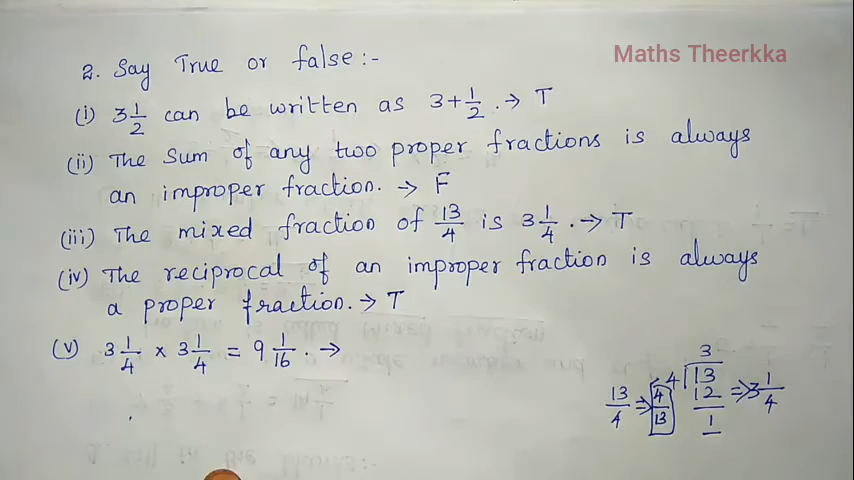 Maths Theerkka
2. Say True or false:-
(i) 3 1/2 can be written as 3 + 1/2. → T
(ii) The Sum of any two proper fractions is always
an improper fraction. → F
(iii) The mixed fraction of 13/4 is 3 1/4. → T
(iv) The reciprocal of an improper fraction is always
a proper fraction. → T
(v) 3 1/4 × 3 1/4 = 9 1/16. →
3
13/4 ⇒ 4/13 4 13 ⇒ 3 1/4
12
1